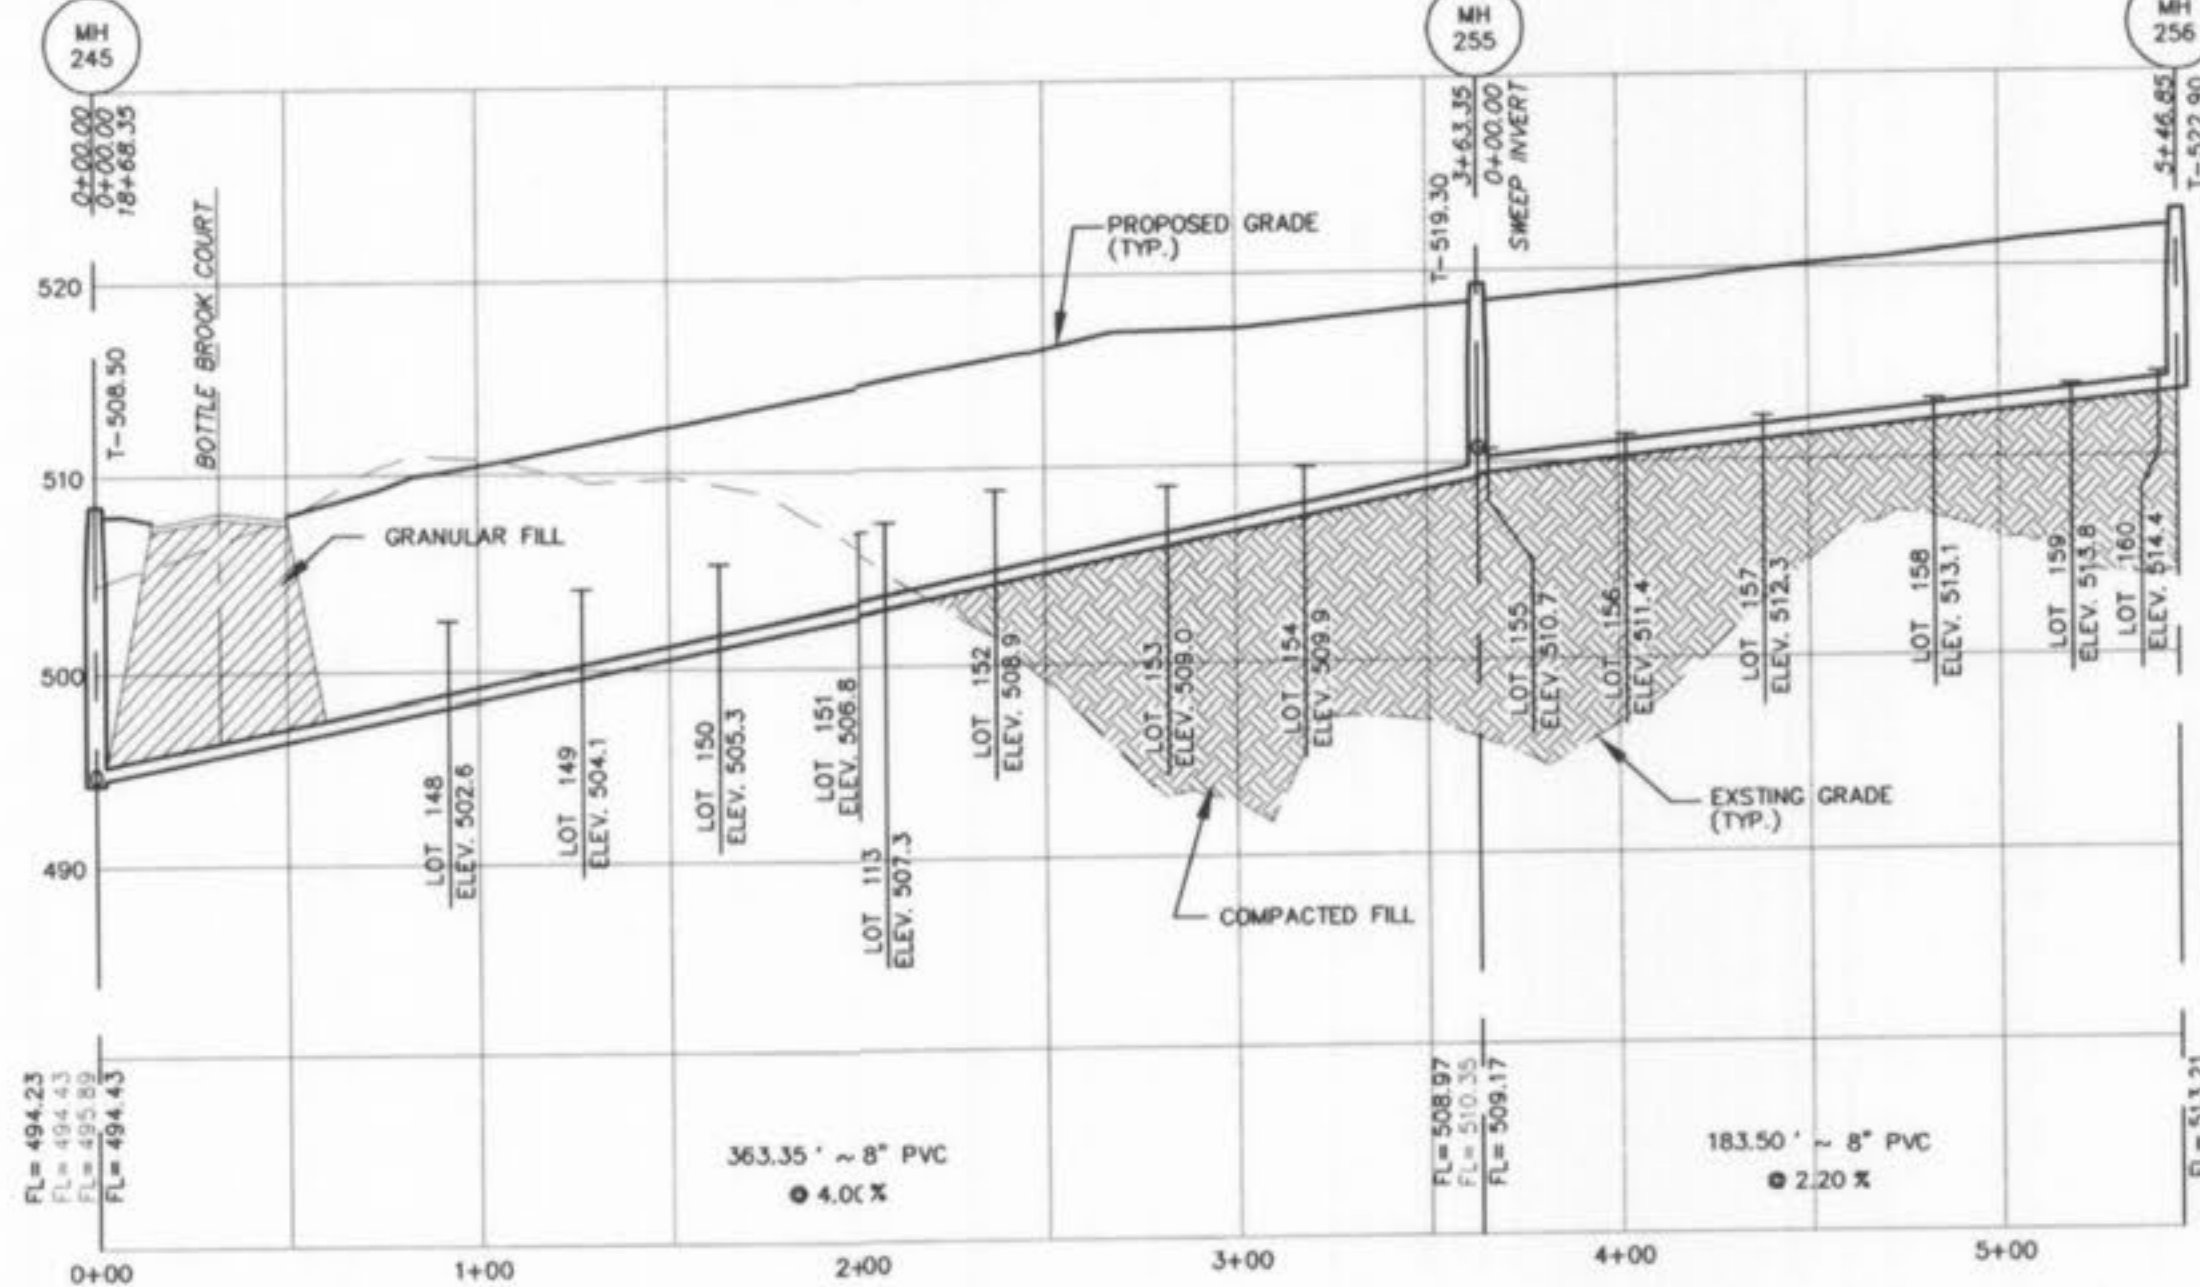 MH
245
MH
255
MH
256
0+00.00
0+00.00
18+68.35
T-508.50
BOTTLE BROOK COURT
PROPOSED GRADE
(TYP.)
T-519.30
3+63.35
0+00.00
SWEEP INVERT
5+46.85
T-522.90
520
510
500
490
GRANULAR FILL
LOT 148
ELEV. 502.6
LOT 149
ELEV. 504.1
LOT 150
ELEV. 505.3
LOT 151
ELEV. 506.8
LOT 113
ELEV. 507.3
LOT 152
ELEV. 508.9
LOT 153
ELEV. 509.0
LOT 154
ELEV. 509.9
LOT 155
ELEV. 510.7
LOT 156
ELEV. 511.4
LOT 157
ELEV. 512.3
LOT 158
ELEV. 513.1
LOT 159
ELEV. 513.8
LOT 160
ELEV. 514.4
EXSTING GRADE
(TYP.)
COMPACTED FILL
FL= 494.23
FL= 494.43
FL= 495.89
FL= 494.43
363.35 ' ~ 8" PVC
@ 4.00 %
FL= 508.97
FL= 510.35
FL= 509.17
183.50 ' ~ 8" PVC
@ 2.20 %
FL= 513.21
0+00
1+00
2+00
3+00
4+00
5+00